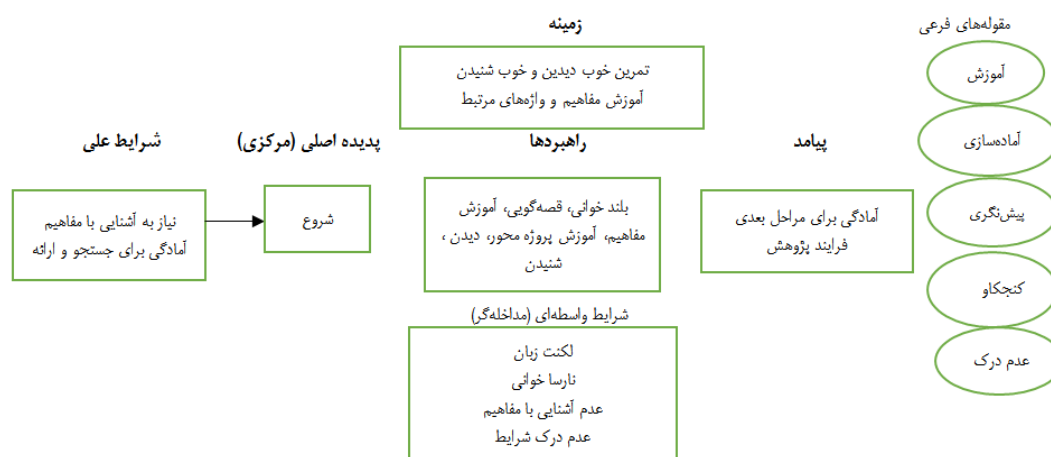 زمینه
مقوله‌های فرعی
تمرین خوب دیدین و خوب شنیدن
آموزش مفاهیم و واژه‌های مرتبط
آموزش
آماده‌سازی
پیش‌نگری
کنجکاو
عدم درک
پیامد
آمادگی برای مراحل بعدی
فرایند پژوهش
راهبردها
بلند خوانی، قصه‌گویی، آموزش
مفاهیم، آموزش پروژه محور، دیدن ،
شنیدن
پدیده اصلی (مرکزی)
شروع
شرایط علی
نیاز به آشنایی با مفاهیم
آمادگی برای جستجو و ارائه
شرایط واسطه‌ای (مداخله‌گر)
لکنت زبان
نارسا خوانی
عدم آشنایی با مفاهیم
عدم درک شرایط